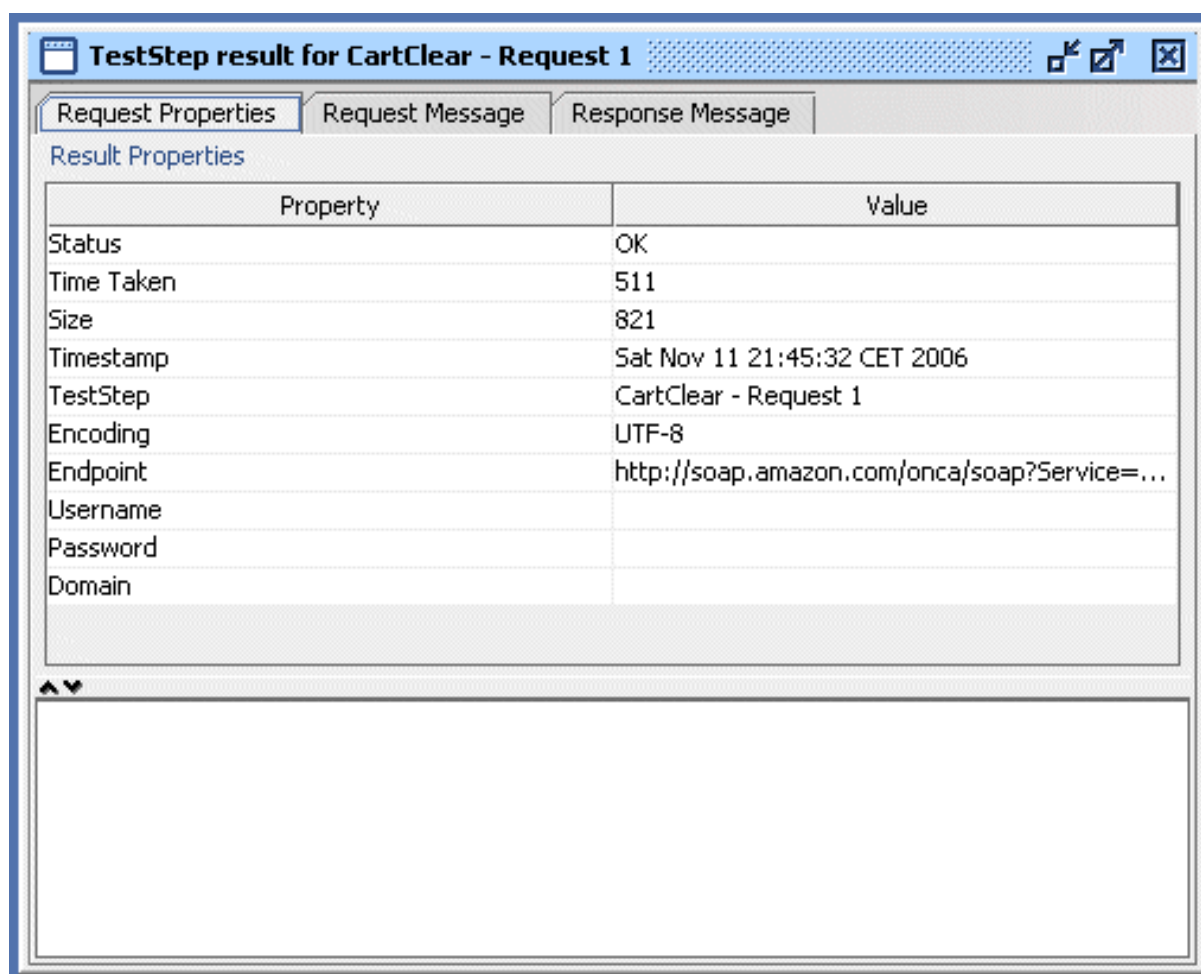 TestStep result for CartClear - Request 1
Request Properties Request Message Response Message
Result Properties
Property Value
Status OK
Time Taken 511
Size 821
Timestamp Sat Nov 11 21:45:32 CET 2006
TestStep CartClear - Request 1
Encoding UTF-8
Endpoint http://soap.amazon.com/onca/soap?Service=...
Username
Password
Domain